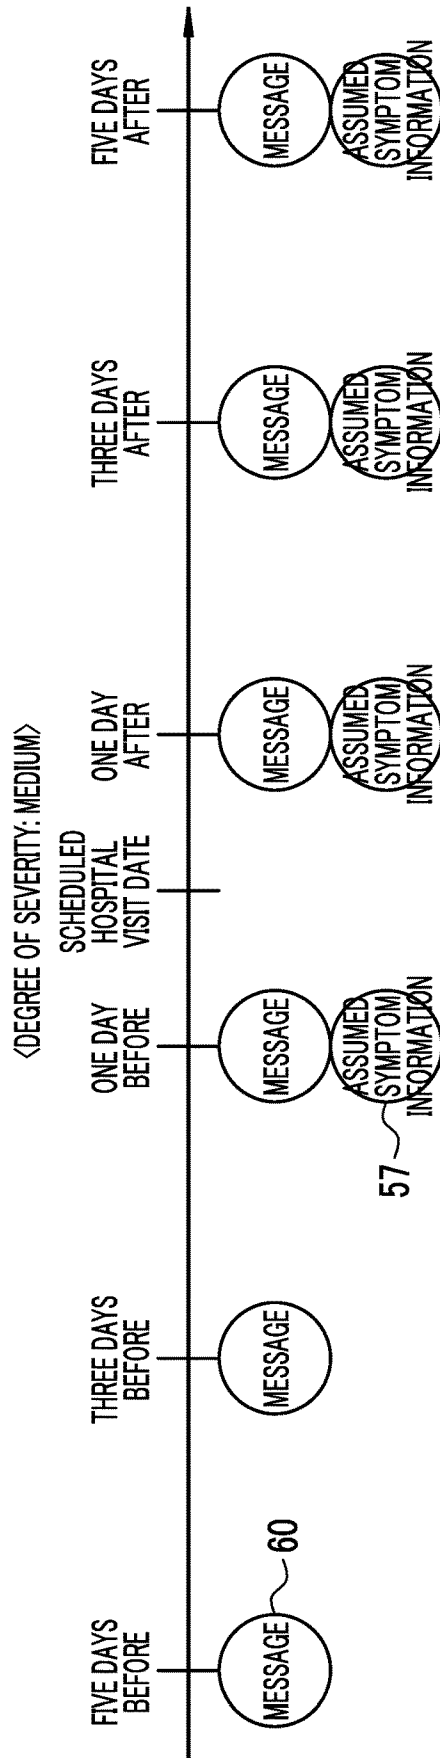 <DEGREE OF SEVERITY: MEDIUM>
FIVE DAYS
BEFORE
THREE DAYS
BEFORE
ONE DAY
BEFORE
SCHEDULED
HOSPITAL
VISIT DATE
ONE DAY
AFTER
THREE DAYS
AFTER
FIVE DAYS
AFTER
MESSAGE
60
MESSAGE
MESSAGE
ASSUMED
SYMPTOM
INFORMATION
57
MESSAGE
ASSUMED
SYMPTOM
INFORMATION
MESSAGE
ASSUMED
SYMPTOM
INFORMATION
MESSAGE
ASSUMED
SYMPTOM
INFORMATION